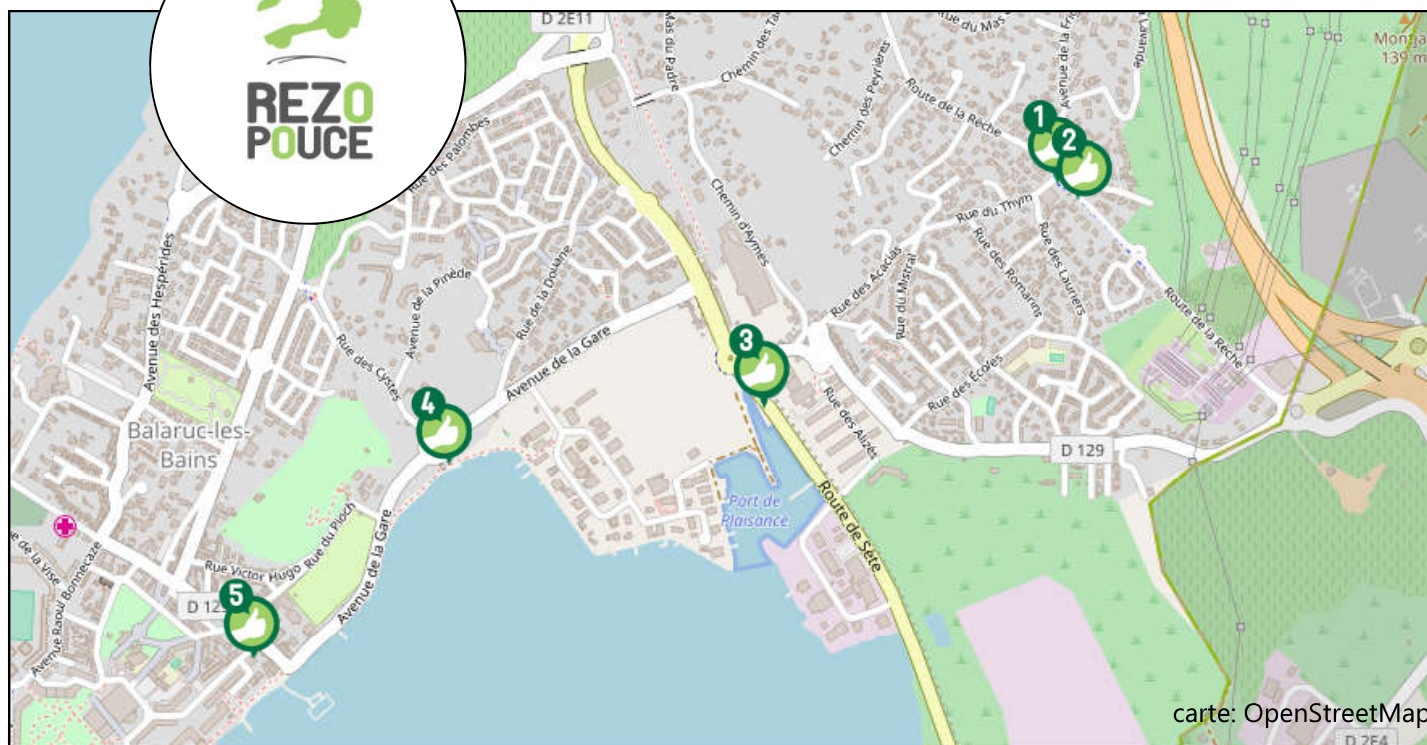 REZO
POUCE
D 2E11
Mas du Padre
Chemin des
Rue du Mas
Avenue de la
Lavande
139 m
Chemin des Peyrières
Route de la Rèche
Rue des Palombes
1
2
Chemin d'Aymes
Rue du Thym
Rue des Acacias
Rue du Mistral
Rue des Romarins
Rue des Lauriers
Route de la Rèche
Avenue des Hespérides
Avenue de la Pinède
Rue de la Douane
Rue des Cystes
Avenue de la Gare
3
4
Rue des Écoles
Rue des Alizés
Balaruc-les-
Bains
D 129
Port de
Plaisance
Route de Sète
Rue du Pioch
Avenue de la Gare
Rue Victor Hugo
e de la Vise
Avenue Raoul Bonnecaze
D 12
5
carte: OpenStreetMap
D 2E4